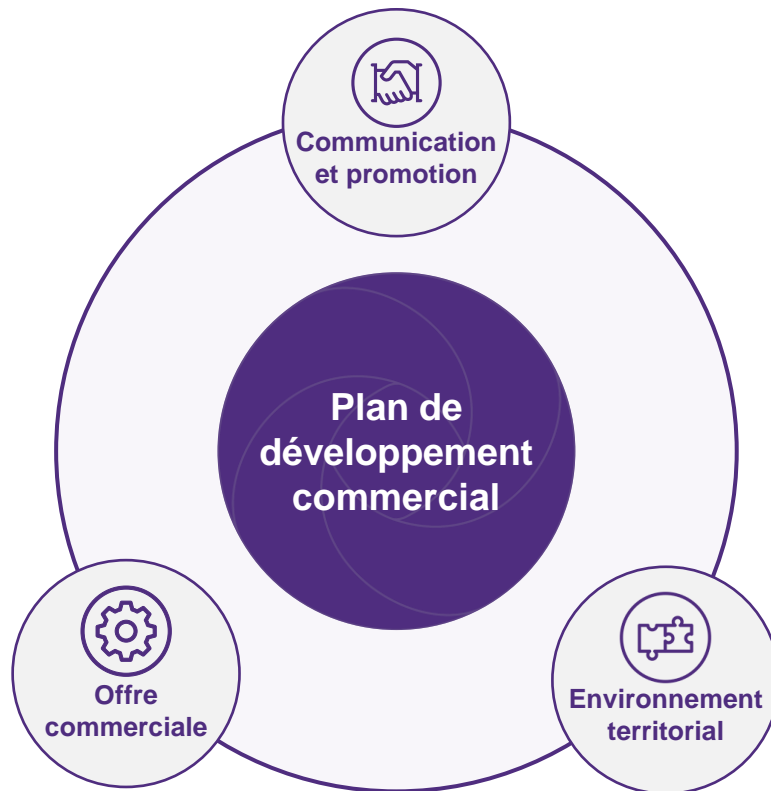 Communication
et promotion
Plan de
développement
commercial
Offre
commerciale
Environnement
territorial